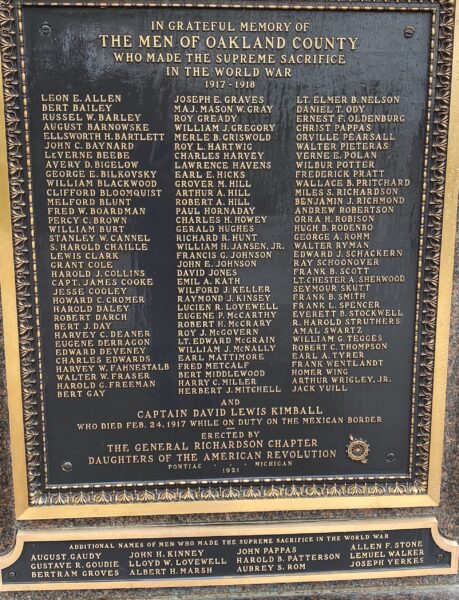 IN GRATEFUL MEMORY OF
THE MEN OF OAKLAND COUNTY
WHO MADE THE SUPREME SACRIFICE
IN THE WORLD WAR
1917 - 1918
LEON E. ALLEN
BERT BAILEY
RUSSEL W. BARLEY
AUGUST BARNOWSKE
ELLSWORTH H. BARTLETT
JOHN C. BAYNARD
LEVERNE BEEBE
AVERY D. BIGELOW
GEORGE E. BILKOVSKY
WILLIAM BLACKWOOD
CLIFFORD BLOOMQUIST
MELFORD BLUNT
FRED W. BOARDMAN
PERCY C. BROWN
WILLIAM BURT
STANLEY W. CANNEL
S. HAROLD CHAILLE
LEWIS CLARK
GRANT COLE
HAROLD J. COLLINS
CAPT. JAMES COOKE
JESSE COOLEY
HOWARD C. CROMER
HAROLD DALEY
ROBERT DARCH
BERT J. DAY
HARVEY C. DEANER
EUGENE DERRAGON
EDWARD DEVENEY
CHARLES EDWARDS
HARVEY W. FAHNESTALB
WALTER W. FRASER
HAROLD G. FREEMAN
BERT GAY
JOSEPH E. GRAVES
MAJ. MASON W. GRAY
ROY GREADY
WILLIAM J. GREGORY
MERLE B. GRISWOLD
ROY L. HARTWIG
CHARLES HARVEY
LAWRENCE HAVENS
EARL E. HICKS
GROVER M. HILL
ARTHUR A. HILL
ROBERT A. HILL
PAUL HORNADAY
CHARLES H. HOWEY
GERALD HUGHES
RICHARD R. HUNT
WILLIAM H. JANSEN, JR.
FRANCIS G. JOHNSON
JOHN E. JOHNSON
DAVID JONES
EMIL A. KATH
WILFORD J. KELLER
RAYMOND J. KINSEY
LUCIEN R. LOVEWELL
EUGENE P. McCARTHY
ROBERT H. McCRARY
ROY J. McGOVERN
LT. EDWARD McGRAIN
WILLIAM J. McNALLY
EARL MATTIMORE
FRED METCALF
BERT MIDDLEWOOD
HARRY C. MILLER
HERBERT J. MITCHELL
LT. ELMER B. NELSON
DANIEL T. ODY
ERNEST F. OLDENBURG
CHRIST PAPPAS
ORVILLE PEARSALL
WALTER PIETERAS
VERNE E. POLAN
WILBUR POTTER
FREDERICK PRATT
WALLACE B. PRITCHARD
MILES S. RICHARDSON
BENJAMIN J. RICHMOND
ANDREW ROBERTSON
ORRA H. ROBISON
HUGH B. RODENBO
GEORGE A. ROHM
WALTER RYMAN
EDWARD J. SCHACKERN
RAY SCHOONOVER
FRANK B. SCOTT
LT. CHESTER A. SHERWOOD
SEYMOUR SKUTT
FRANK B. SMITH
FRANK L. SPENCER
EVERETT B. STOCKWELL
R. HAROLD STRUTHERS
AMAL SWARTZ
WILLIAM G. TEGGES
ROBERT C. THOMPSON
EARL A. TYRER
FRANK WENTLANDT
HOMER WING
ARTHUR WRIGLEY, JR.
JACK YUILL
AND
CAPTAIN DAVID LEWIS KIMBALL
WHO DIED FEB. 24, 1917 WHILE ON DUTY ON THE MEXICAN BORDER
ERECTED BY
THE GENERAL RICHARDSON CHAPTER
DAUGHTERS OF THE AMERICAN REVOLUTION
PONTIAC MICHIGAN
1921
ADDITIONAL NAMES OF MEN WHO MADE THE SUPREME SACRIFICE IN THE WORLD WAR
AUGUST GAUDY
GUSTAVE R. GOUDIE
BERTRAM GROVES
JOHN H. KINNEY
LLOYD W. LOVEWELL
ALBERT H. MARSH
JOHN PAPPAS
HAROLD B. PATTERSON
AUBREY S. ROM
ALLEN F. STONE
LEMUEL WALKER
JOSEPH YERKES